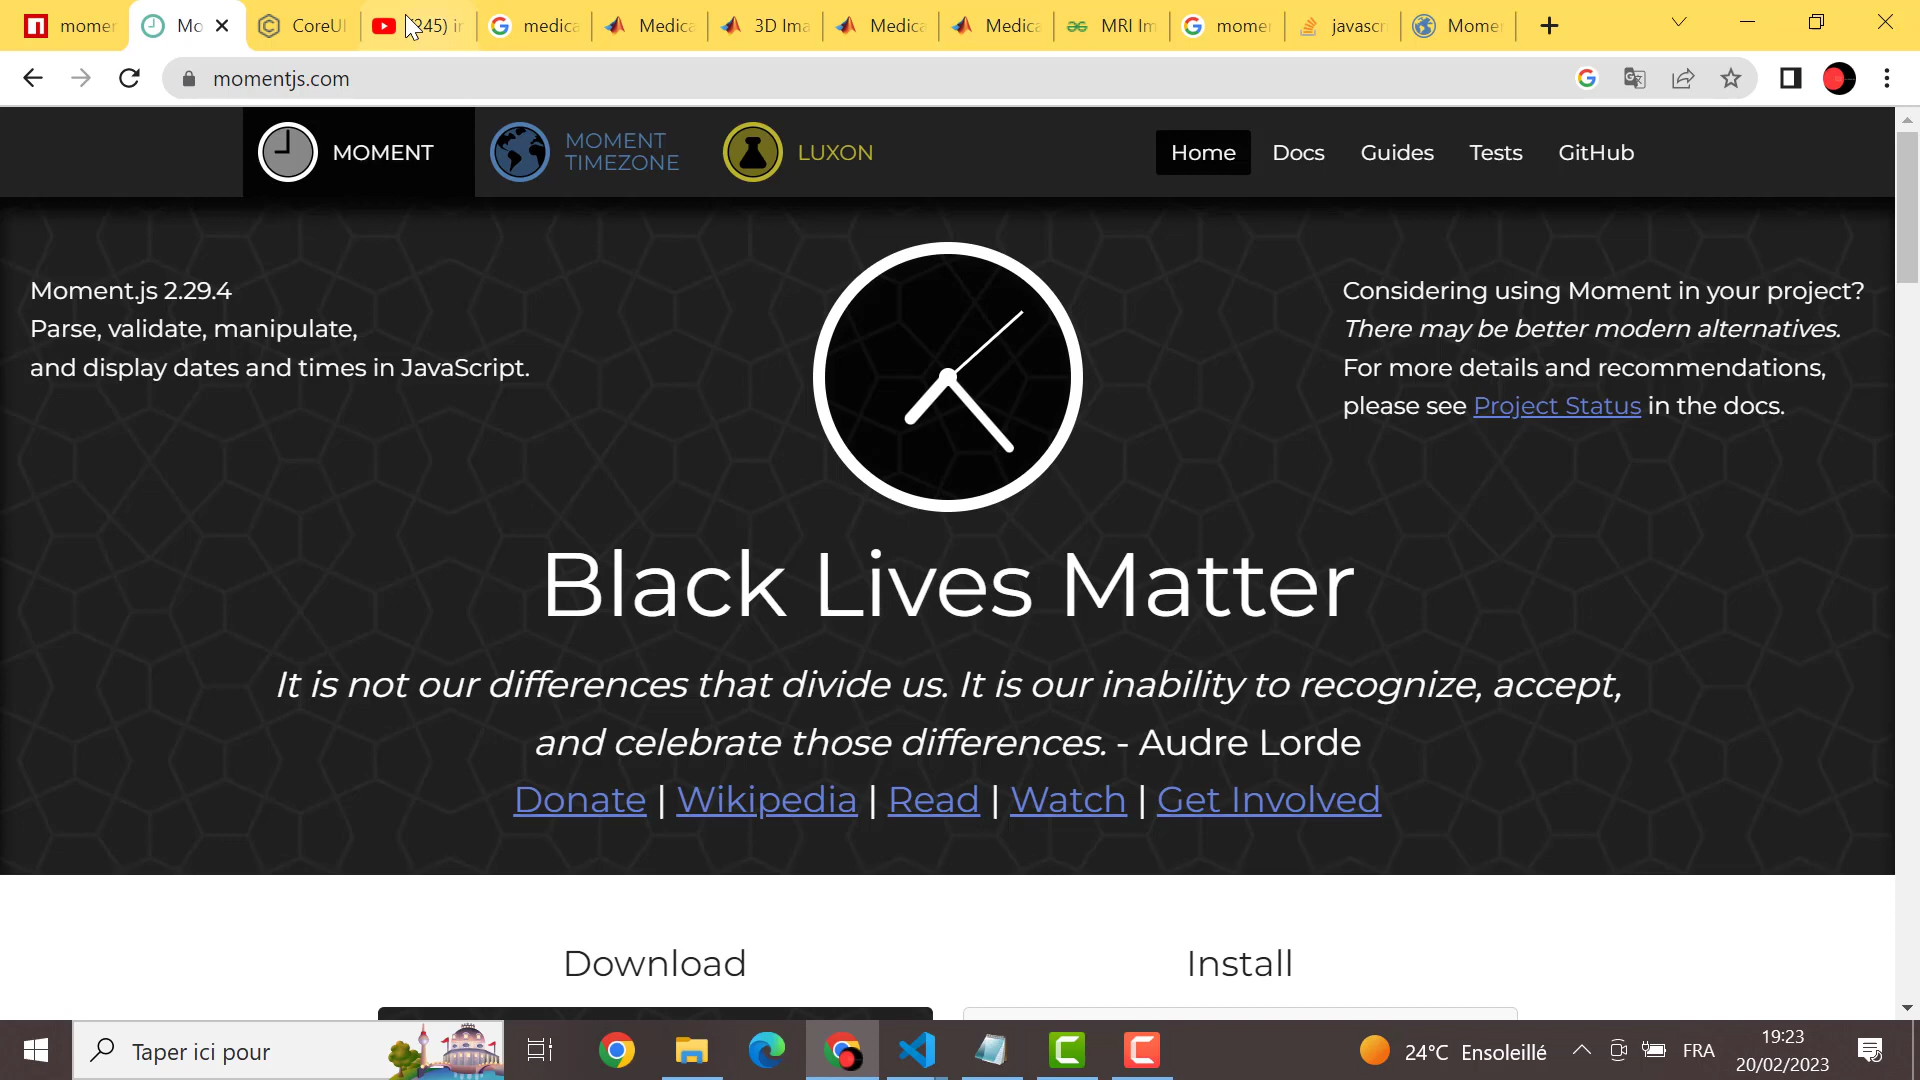 momen
Mo
CoreUI
(245) in
medica
Medica
3D Ima
Medica
Medica
MRI Im
momen
javascr
Momen
momentjs.com
MOMENT
MOMENT
TIMEZONE
LUXON
Home
Docs
Guides
Tests
GitHub
Moment.js 2.29.4
Parse, validate, manipulate,
and display dates and times in JavaScript.
Considering using Moment in your project?
There may be better modern alternatives.
For more details and recommendations,
please see Project Status in the docs.
Black Lives Matter
It is not our differences that divide us. It is our inability to recognize, accept,
and celebrate those differences. - Audre Lorde
Donate | Wikipedia | Read | Watch | Get Involved
Download
Install
Taper ici pour
24°C Ensoleillé
FRA
19:23
20/02/2023